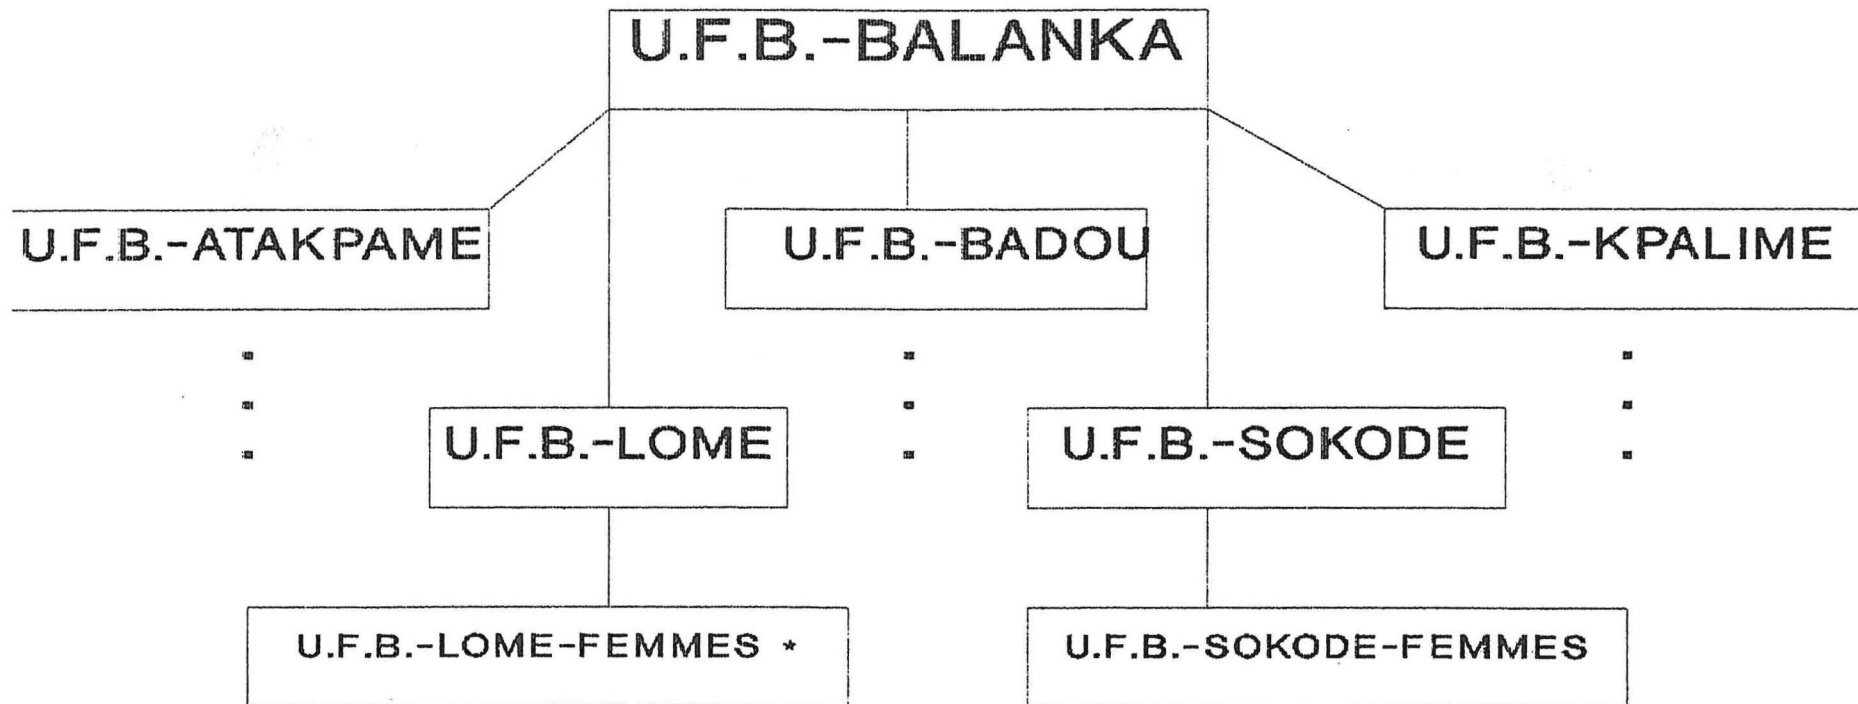 U.F.B.-BALANKA
U.F.B.-ATAKPAME
U.F.B.-BADOU
U.F.B.-KPALIME
U.F.B.-LOME
U.F.B.-SOKODE
U.F.B.-LOME-FEMMES *
U.F.B.-SOKODE-FEMMES